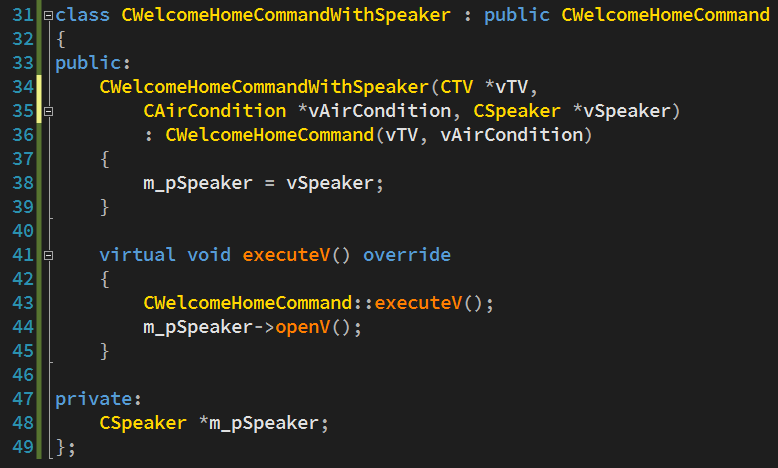 31 class CWelcomeHomeCommandWithSpeaker : public CWelcomeHomeCommand
32 {
33 public:
34     CWelcomeHomeCommandWithSpeaker(CTV *vTV,
35         CAirCondition *vAirCondition, CSpeaker *vSpeaker)
36         : CWelcomeHomeCommand(vTV, vAirCondition)
37     {
38         m_pSpeaker = vSpeaker;
39     }
40
41     virtual void executeV() override
42     {
43         CWelcomeHomeCommand::executeV();
44         m_pSpeaker->openV();
45     }
46
47 private:
48     CSpeaker *m_pSpeaker;
49 };